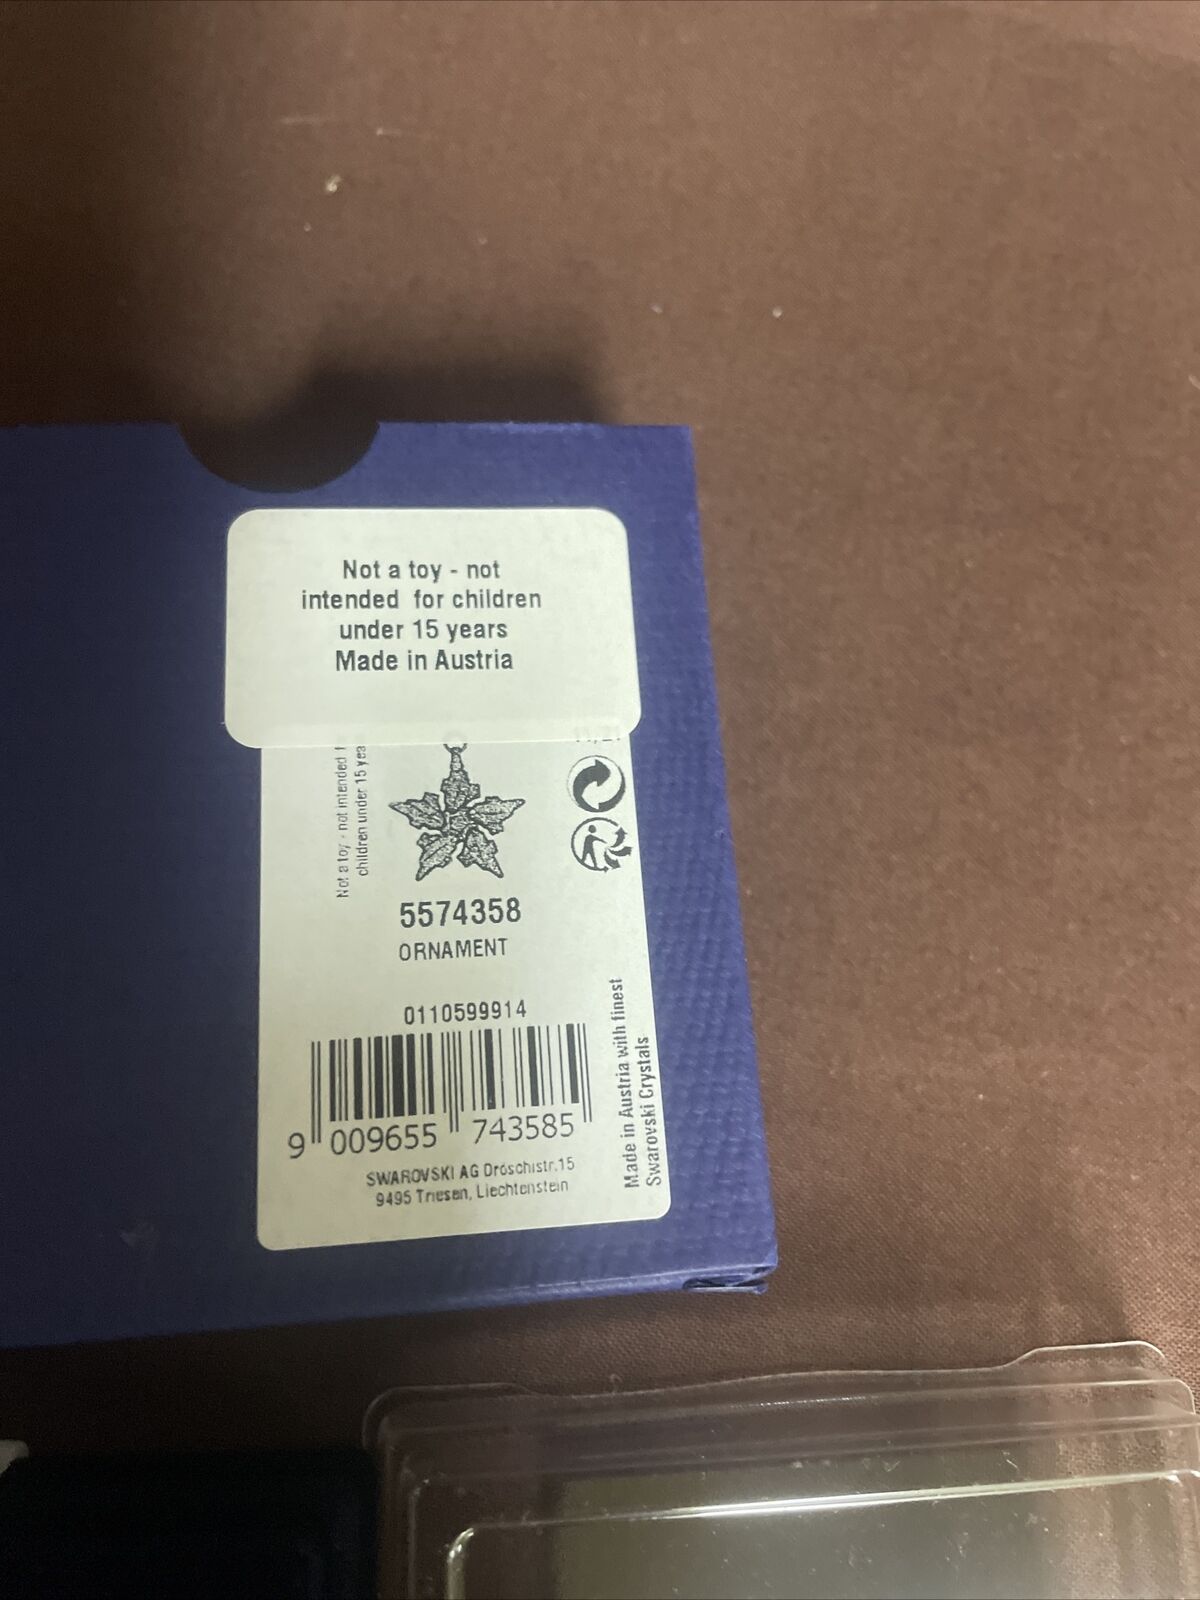 Not a toy - not
intended for children
under 15 years
Made in Austria
Not a toy - not intended
children under 15
5574358
ORNAMENT
0110599914
9 009655 743585
SWAROVSKI AG Dröschistr.15
9495 Triesen, Liechtenstein
Made in Austria with finest
Swarovski Crystals